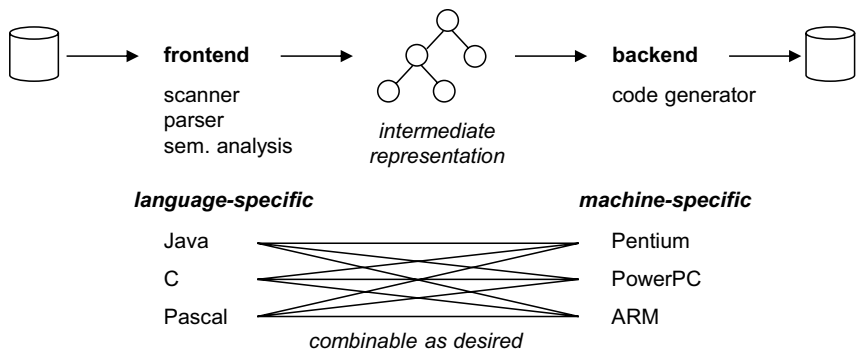 frontend
backend
scanner
parser
sem. analysis
code generator
intermediate
representation
language-specific
machine-specific
Java
Pentium
C
PowerPC
Pascal
ARM
combinable as desired